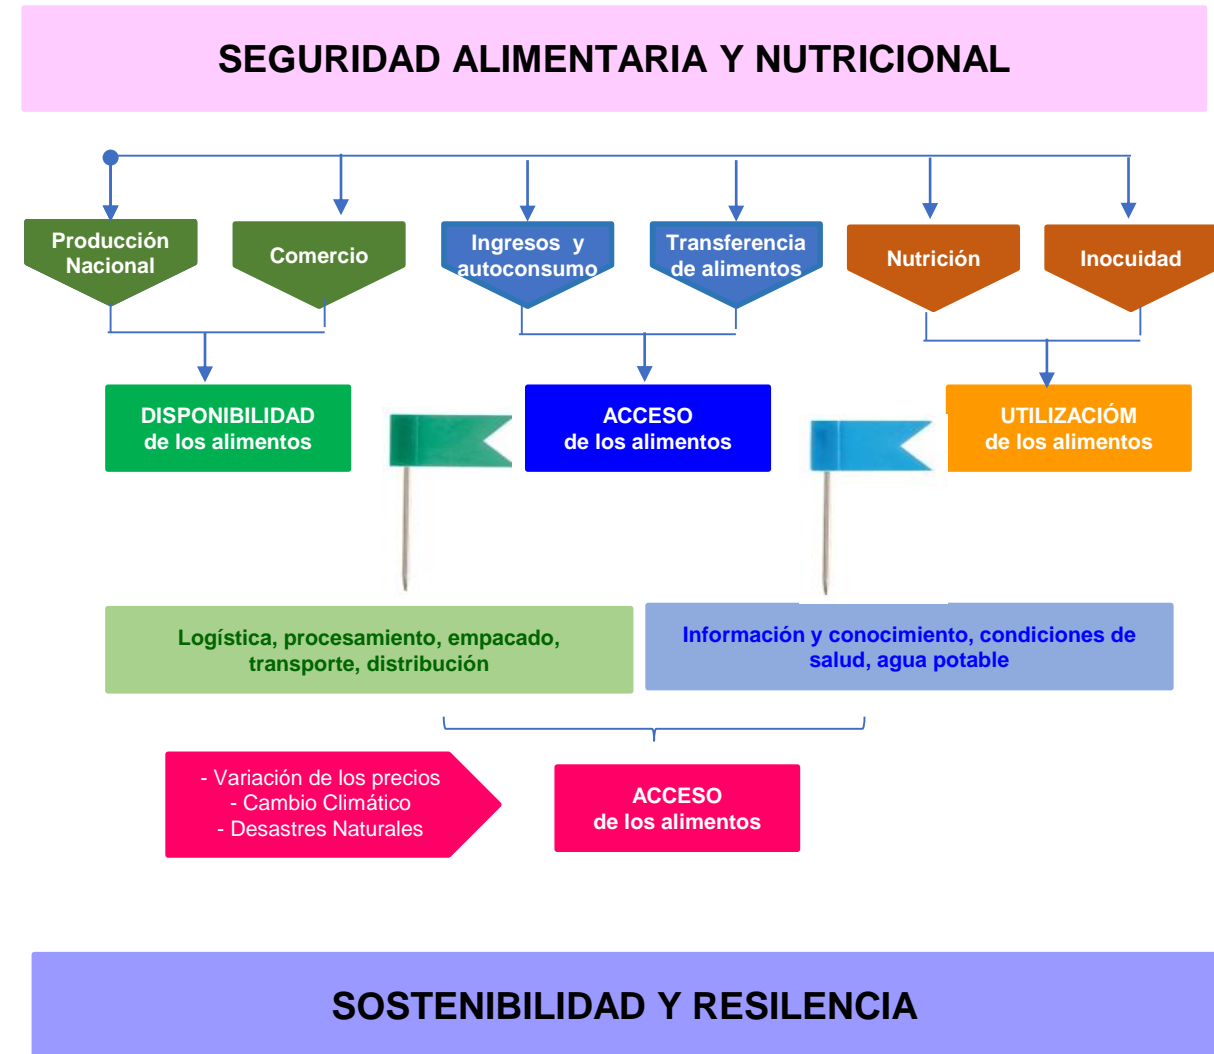 SEGURIDAD ALIMENTARIA Y NUTRICIONAL
Producción
Nacional
Comercio
Ingresos y
autoconsumo
Transferencia
de alimentos
Nutrición
Inocuidad
DISPONIBILIDAD
de los alimentos
ACCESO
de los alimentos
UTILIZACIÓM
de los alimentos
Logística, procesamiento, empacado,
transporte, distribución
Información y conocimiento, condiciones de
salud, agua potable
- Variación de los precios
- Cambio Climático
- Desastres Naturales
ACCESO
de los alimentos
SOSTENIBILIDAD Y RESILENCIA